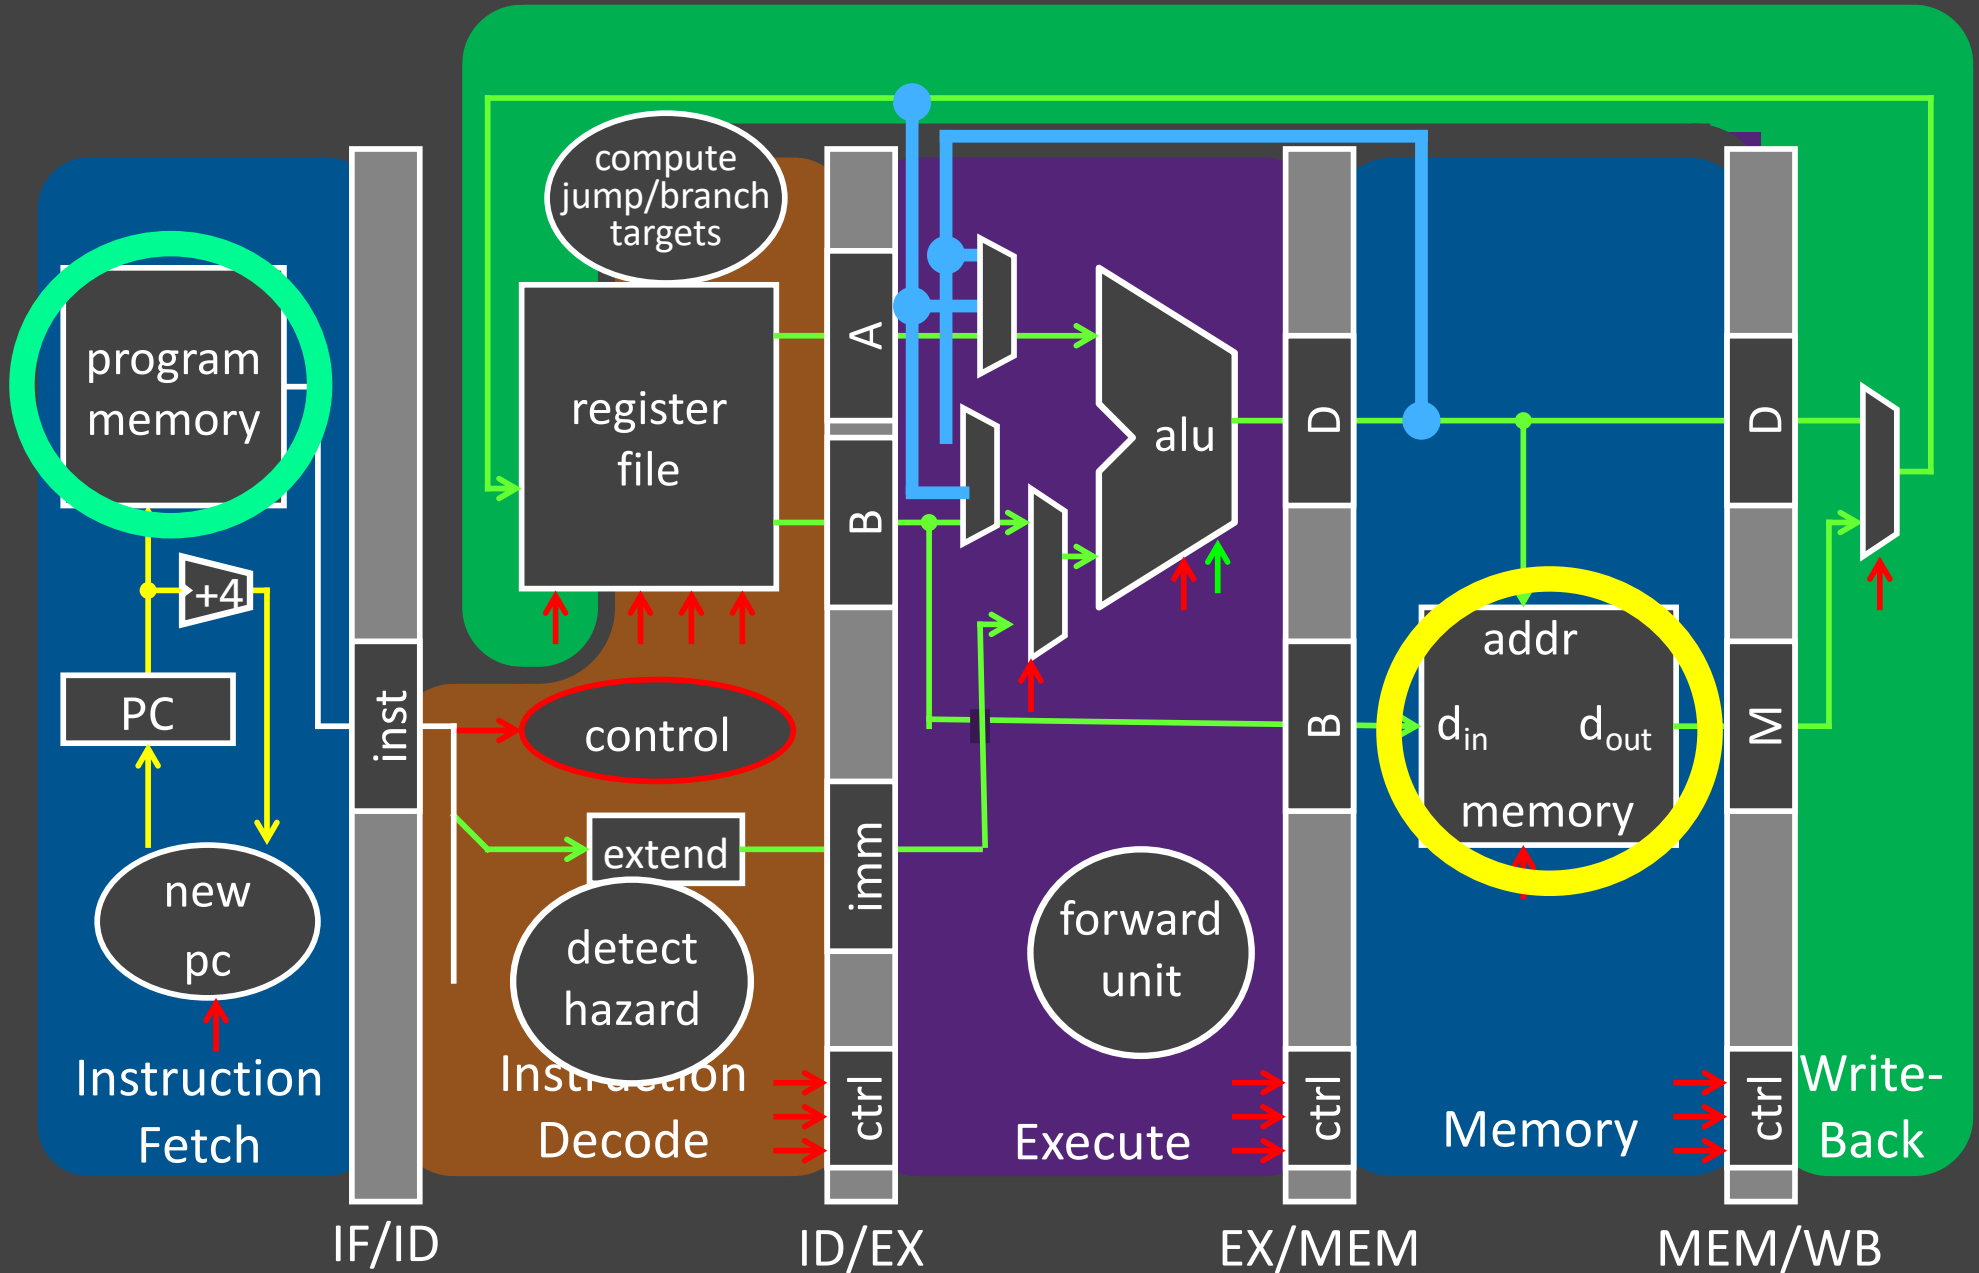 compute
jump/branch
targets
program
memory
register
file
A
B
alu
D
D
+4
PC
inst
control
addr
d_in
d_out
memory
B
M
extend
imm
new
pc
detect
hazard
forward
unit
Instruction
Fetch
Instruction
Decode
ctrl
Execute
ctrl
Memory
ctrl
Write-
Back
IF/ID
ID/EX
EX/MEM
MEM/WB